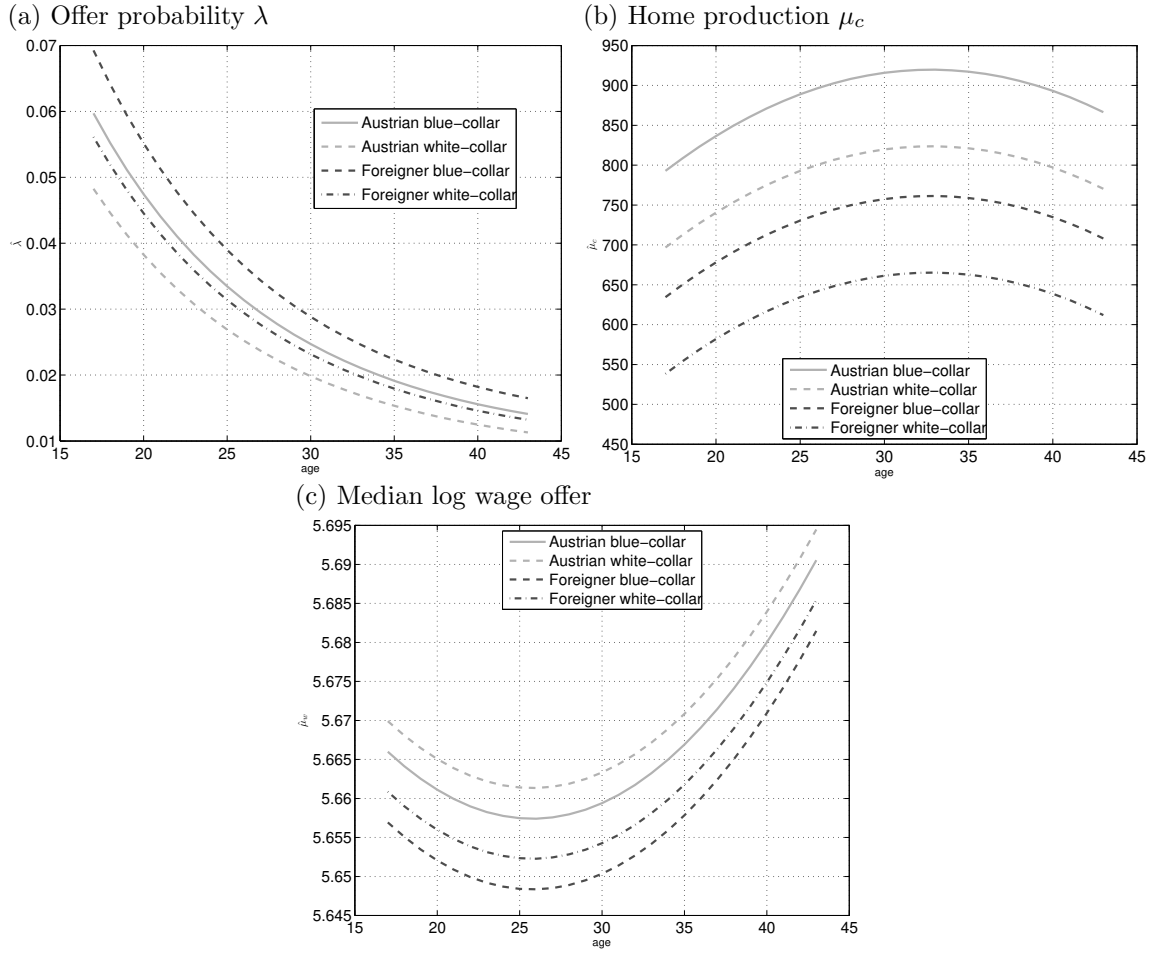 (a) Offer probability λ
0.07
0.06
0.05
0.04
0.03
0.02
0.01
λ̂
15 20 25 30 35 40 45
age
Austrian blue−collar
Austrian white−collar
Foreigner blue−collar
Foreigner white−collar
(b) Home production μc
950
900
850
800
750
700
650
600
550
500
450
μ̂c
15 20 25 30 35 40 45
age
Austrian blue−collar
Austrian white−collar
Foreigner blue−collar
Foreigner white−collar
(c) Median log wage offer
5.695
5.69
5.685
5.68
5.675
5.67
5.665
5.66
5.655
5.65
5.645
μ̂w
15 20 25 30 35 40 45
age
Austrian blue−collar
Austrian white−collar
Foreigner blue−collar
Foreigner white−collar